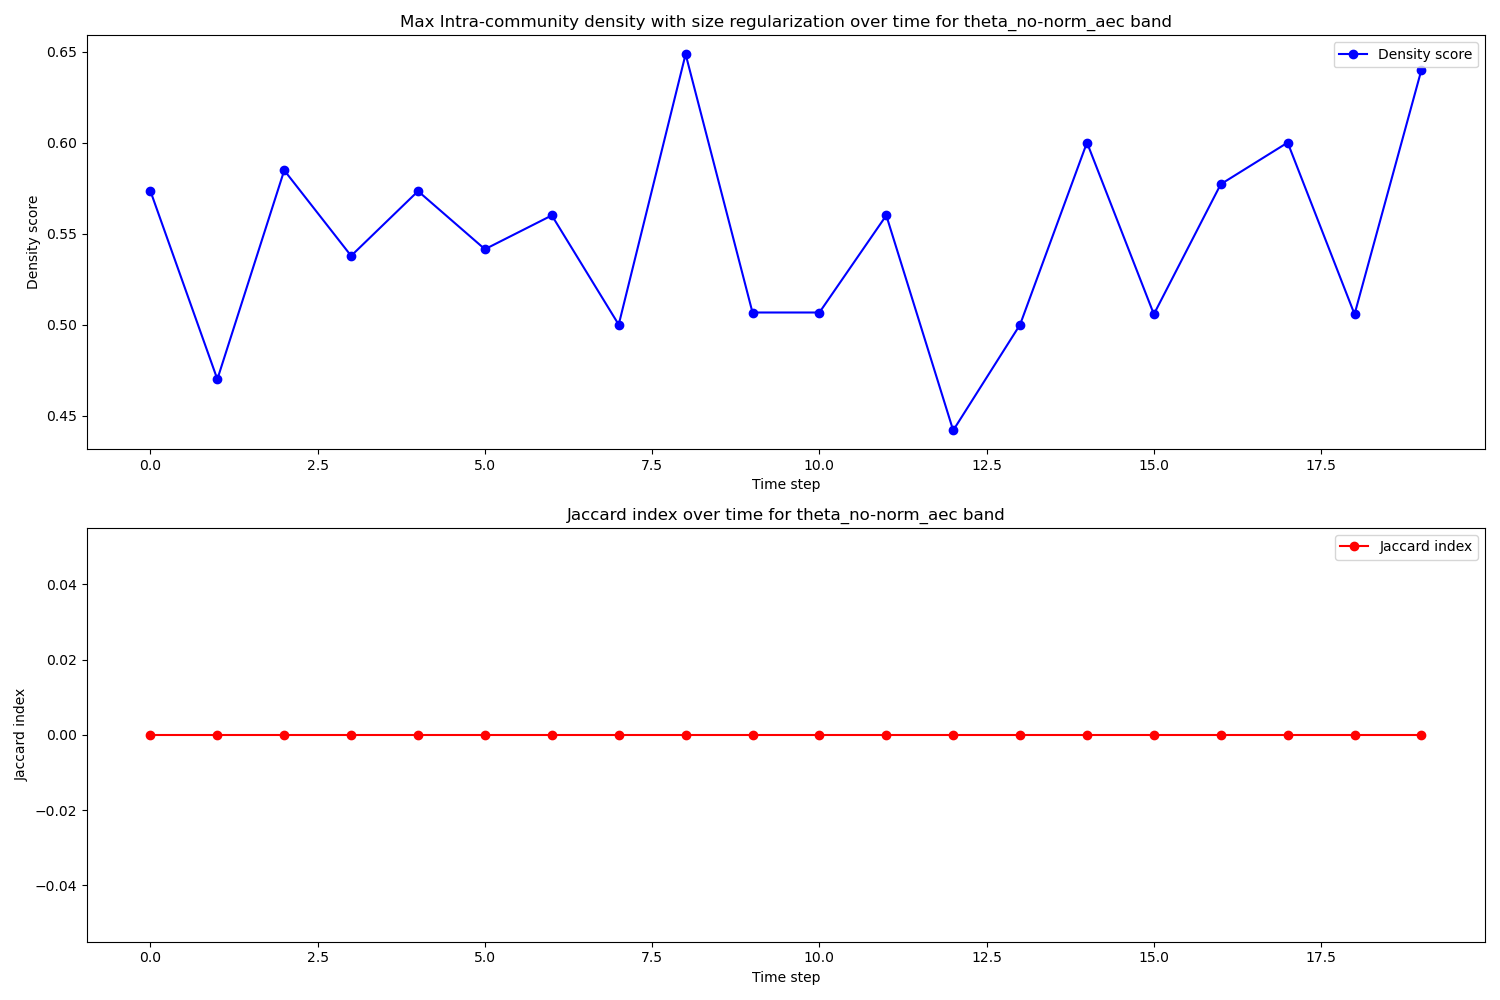 Max Intra-community density with size regularization over time for theta_no-norm_aec band
Density score
0.65
0.60
0.55
0.50
0.45
Density score
0.0 2.5 5.0 7.5 10.0 12.5 15.0 17.5
Time step
Jaccard index over time for theta_no-norm_aec band
Jaccard index
0.04
0.02
0.00
−0.02
−0.04
Jaccard index
0.0 2.5 5.0 7.5 10.0 12.5 15.0 17.5
Time step